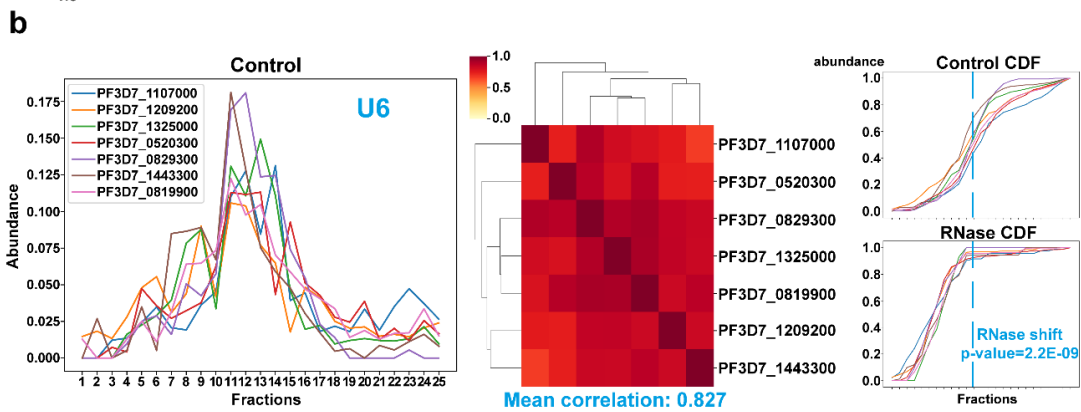 b
Control
U6
PF3D7_1107000
PF3D7_1209200
PF3D7_1325000
PF3D7_0520300
PF3D7_0829300
PF3D7_1443300
PF3D7_0819900
Abundance
0.175
0.150
0.125
0.100
0.075
0.050
0.025
0.000
1 2 3 4 5 6 7 8 9 10 11 12 13 14 15 16 17 18 19 20 21 22 23 24 25
Fractions
1.0
0.5
0.0
PF3D7_1107000
PF3D7_0520300
PF3D7_0829300
PF3D7_1325000
PF3D7_0819900
PF3D7_1209200
PF3D7_1443300
Mean correlation: 0.827
abundance
Control CDF
1.0
0.8
0.6
0.4
0.2
0.0
RNase CDF
1.0
0.8
0.6
0.4
0.2
0.0
RNase shift
p-value=2.2E-09
Fractions